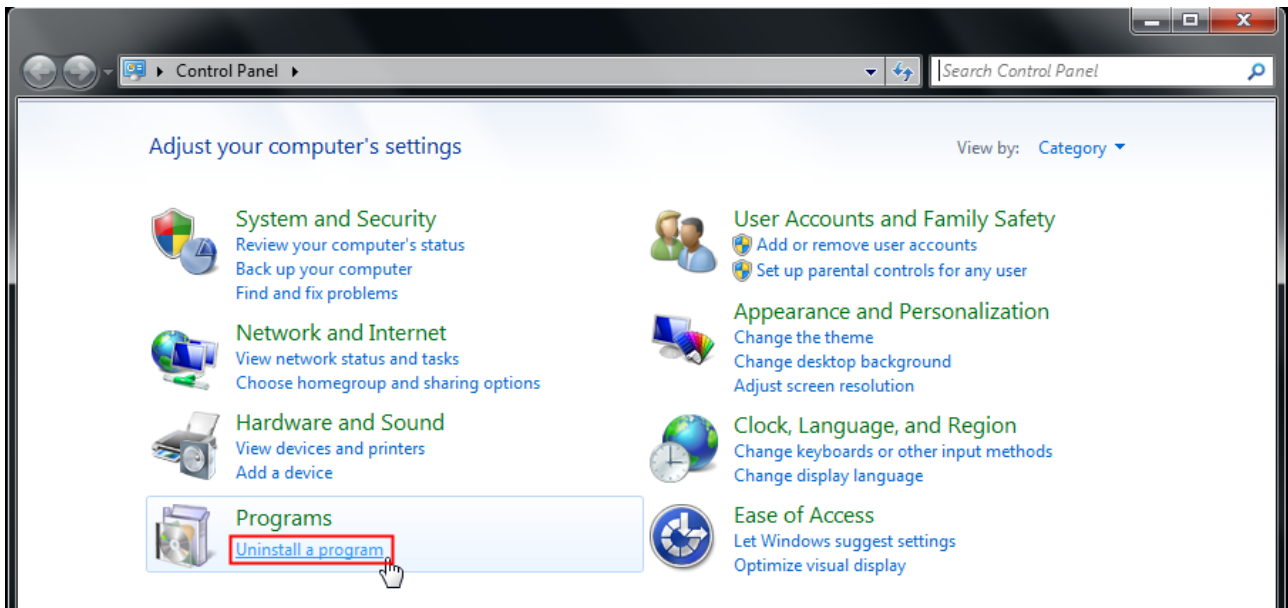 Control Panel
Search Control Panel
Adjust your computer's settings
View by: Category
System and Security
Review your computer's status
Back up your computer
Find and fix problems
Network and Internet
View network status and tasks
Choose homegroup and sharing options
Hardware and Sound
View devices and printers
Add a device
Programs
Uninstall a program
User Accounts and Family Safety
Add or remove user accounts
Set up parental controls for any user
Appearance and Personalization
Change the theme
Change desktop background
Adjust screen resolution
Clock, Language, and Region
Change keyboards or other input methods
Change display language
Ease of Access
Let Windows suggest settings
Optimize visual display